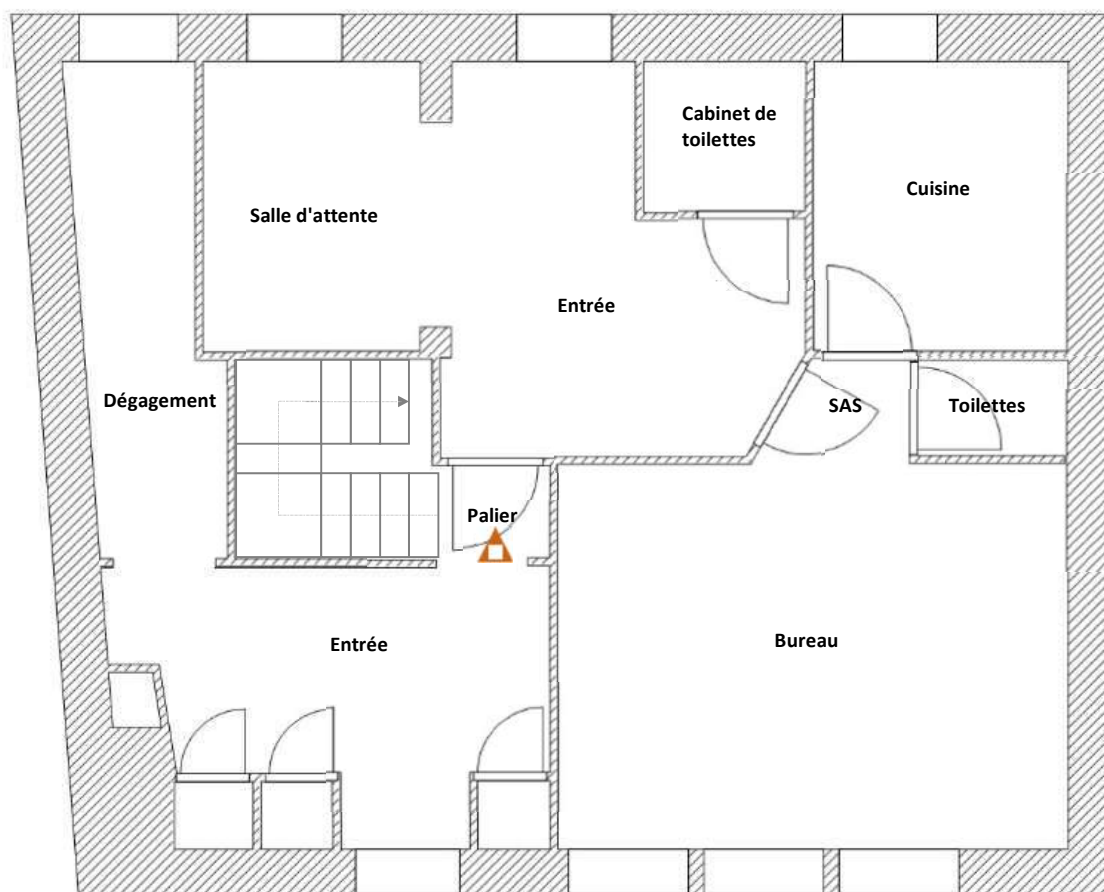 Cabinet de
toilettes
Cuisine
Salle d'attente
Entrée
Dégagement
SAS
Toilettes
Palier
Entrée
Bureau